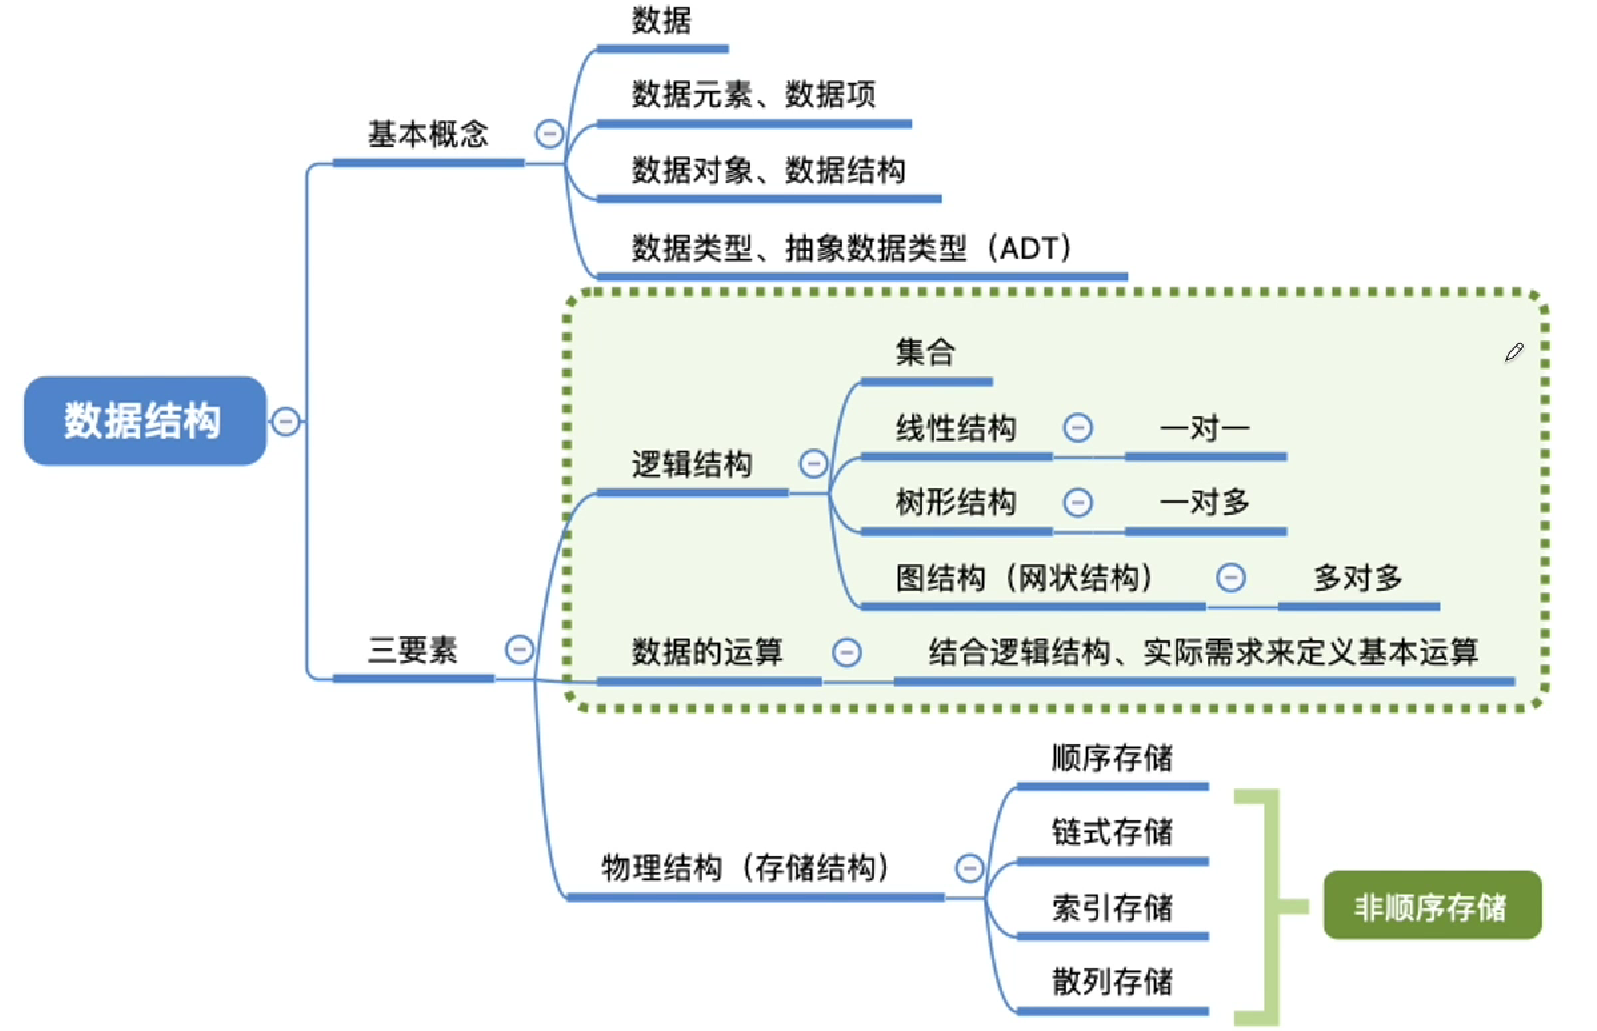 数据
数据元素、数据项
基本概念
数据对象、数据结构
数据类型、抽象数据类型（ADT）
集合
数据结构
线性结构
一对一
逻辑结构
树形结构
一对多
图结构（网状结构）
多对多
三要素
数据的运算
结合逻辑结构、实际需求来定义基本运算
顺序存储
链式存储
物理结构（存储结构）
索引存储
非顺序存储
散列存储